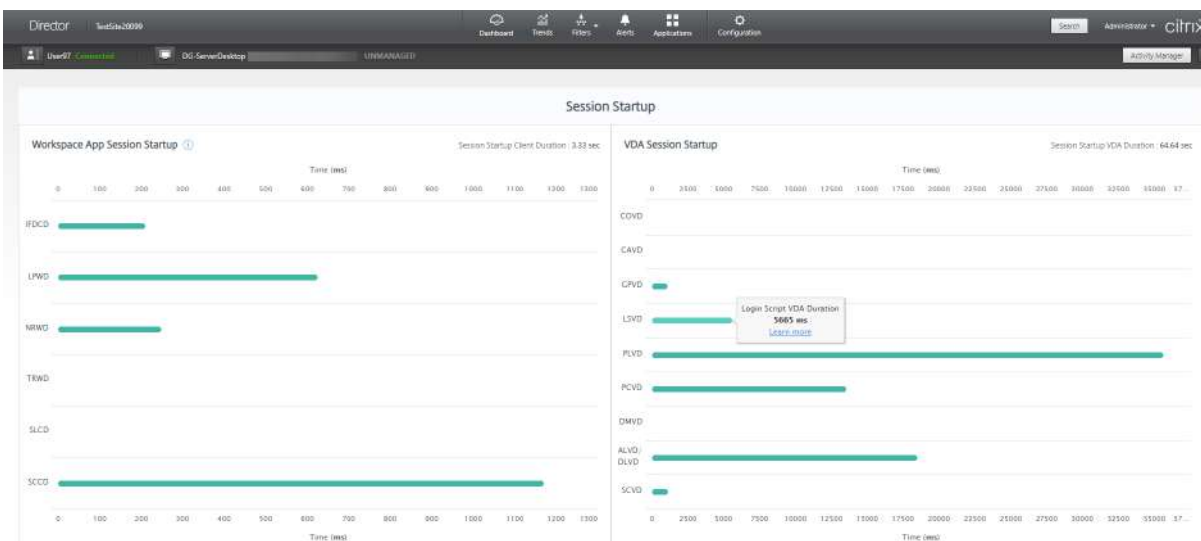 Director TestSite20099 Dashboard Trends Filters Alerts Applications Configuration Search Administrator citrix
User97 Connected DG-ServerDesktop UNMANAGED Activity Manager
Session Startup
Workspace App Session Startup Session Startup Client Duration : 3.33 sec
Time (ms)
0 100 200 300 400 500 600 700 800 900 1000 1100 1200 1300
IFDCD
LPWD
NRWD
TRWD
SLCD
SCCD
0 100 200 300 400 500 600 700 800 900 1000 1100 1200 1300
Time (ms)
VDA Session Startup Session Startup VDA Duration : 64.64 sec
Time (ms)
0 2500 5000 7500 10000 12500 15000 17500 20000 22500 25000 27500 30000 32500 35000 37...
COVD
CAVD
GPVD
LSVD
Login Script VDA Duration
5665 ms
Learn more
PLVD
PCVD
DMVD
ALVD/
DLVD
SCVD
0 2500 5000 7500 10000 12500 15000 17500 20000 22500 25000 27500 30000 32500 35000 37...
Time (ms)